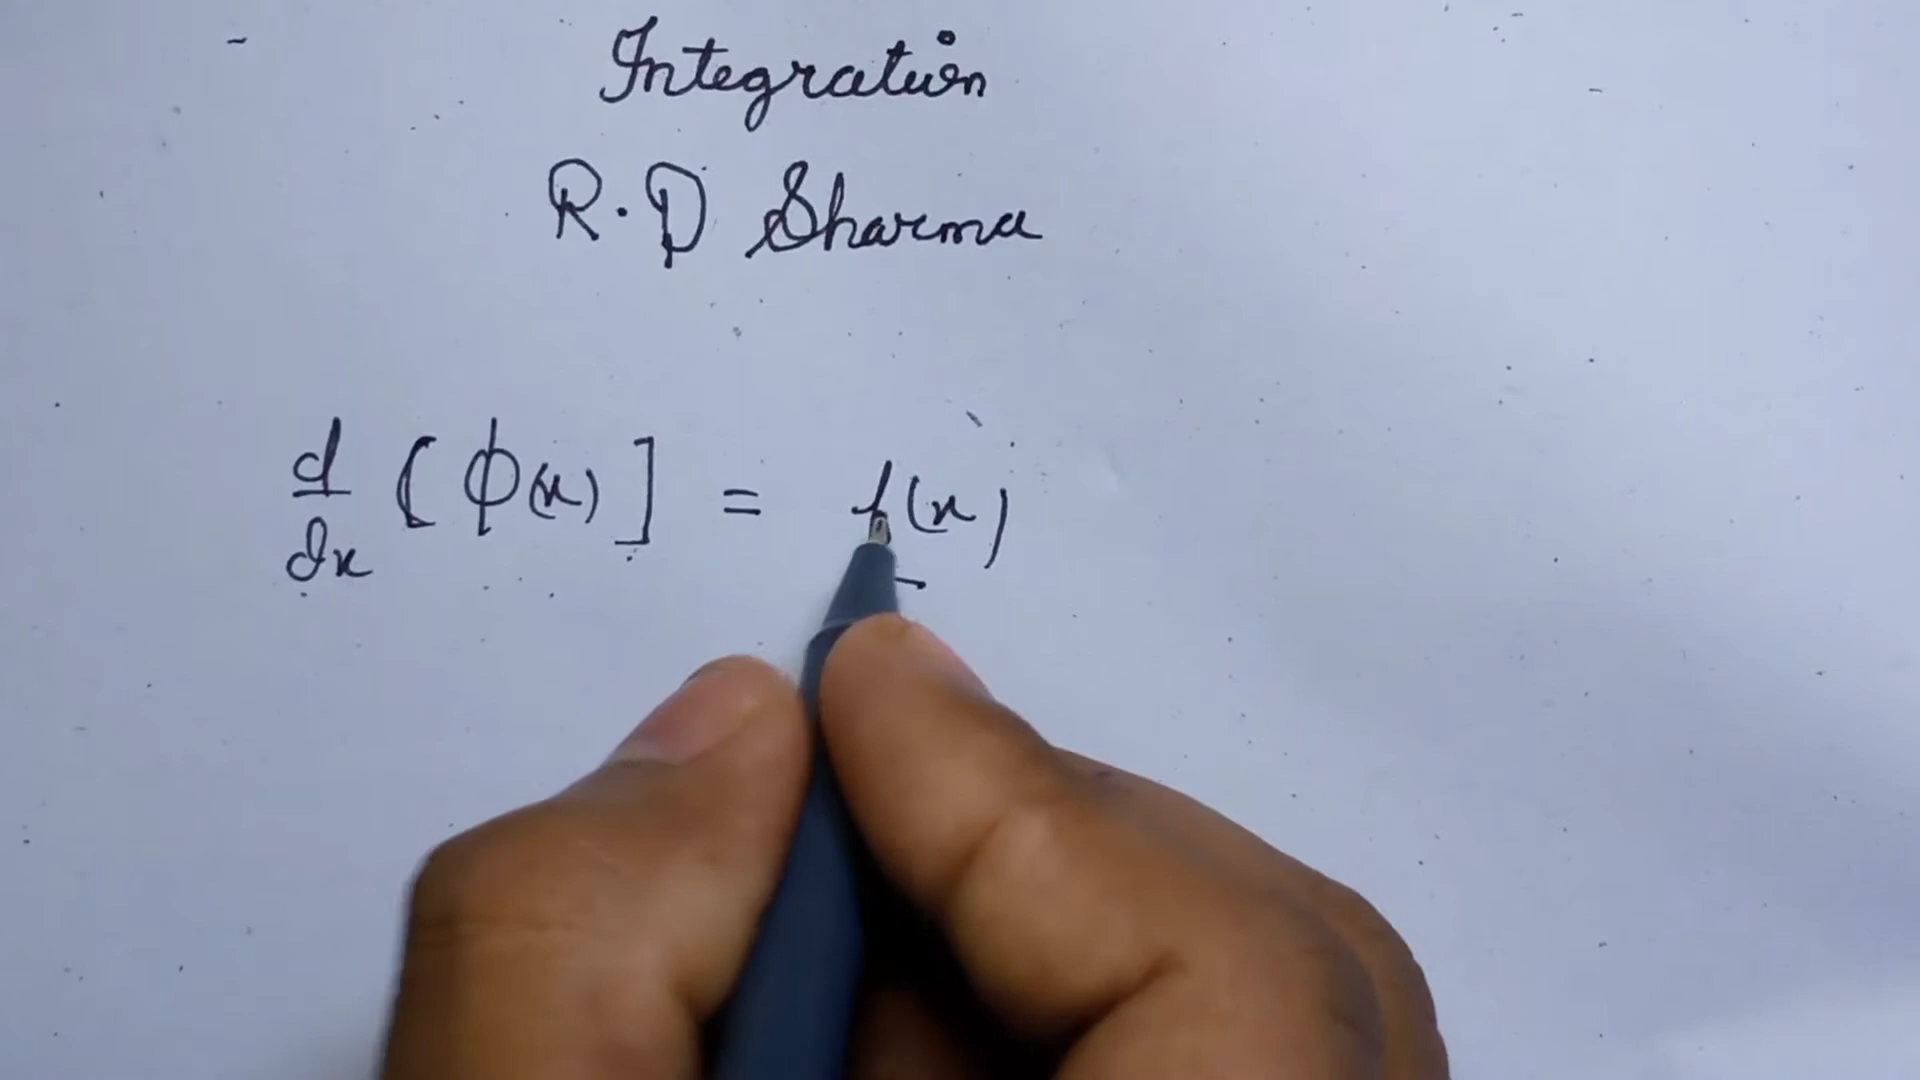 Integration
R.D Sharma
d/dx [ϕ(x)] = f(x)